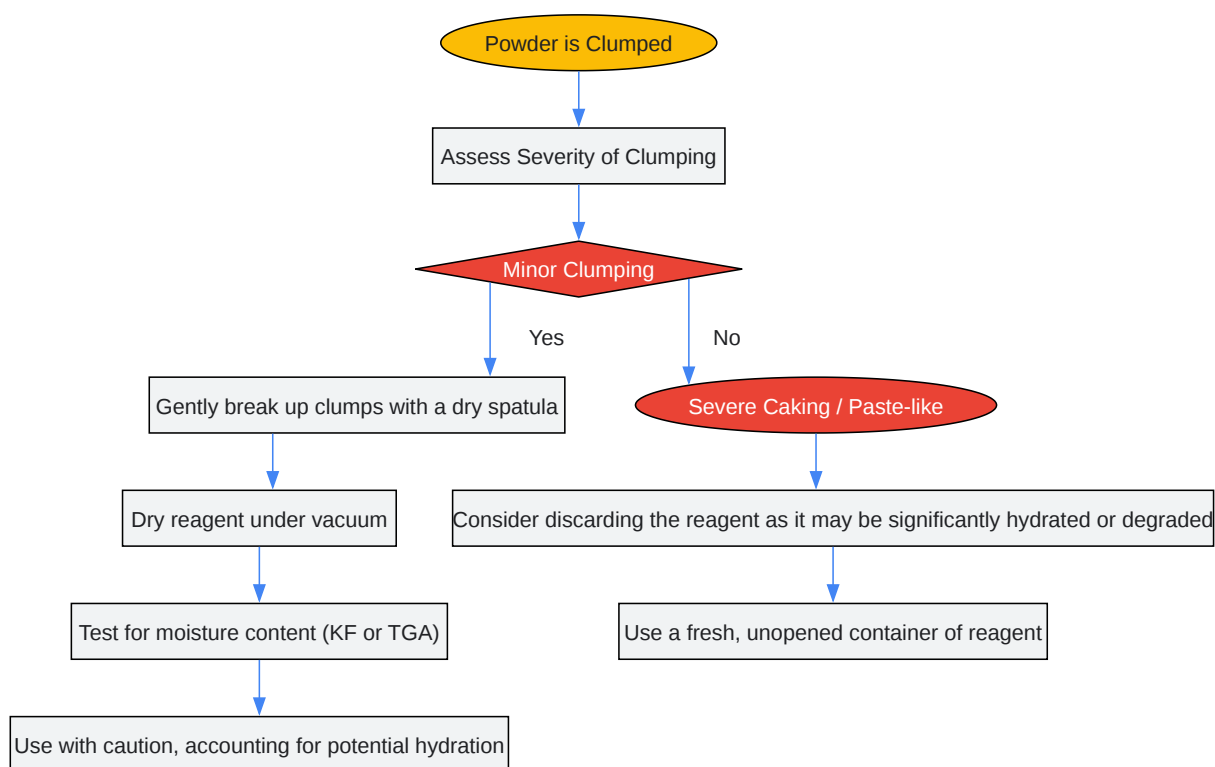 Powder is Clumped
Assess Severity of Clumping
Minor Clumping
Yes
No
Gently break up clumps with a dry spatula
Severe Caking / Paste-like
Dry reagent under vacuum
Consider discarding the reagent as it may be significantly hydrated or degraded
Test for moisture content (KF or TGA)
Use a fresh, unopened container of reagent
Use with caution, accounting for potential hydration